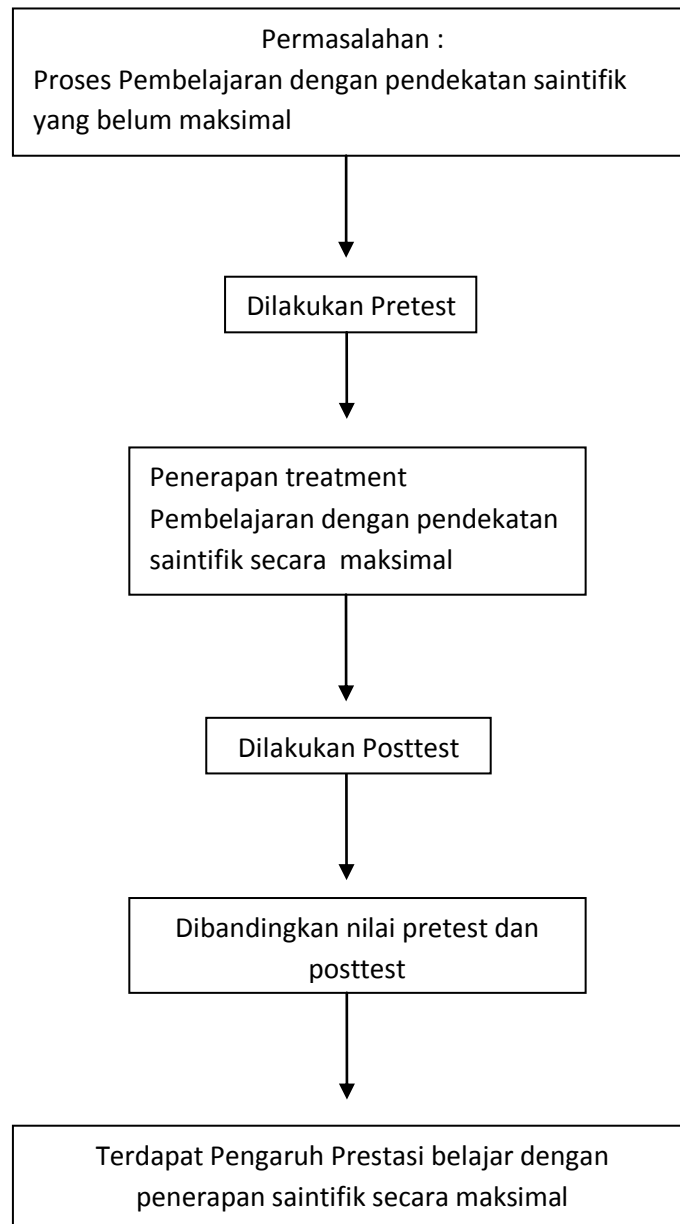 Permasalahan :
Proses Pembelajaran dengan pendekatan saintifik
yang belum maksimal
Dilakukan Pretest
Penerapan treatment
Pembelajaran dengan pendekatan
saintifik secara maksimal
Dilakukan Posttest
Dibandingkan nilai pretest dan
posttest
Terdapat Pengaruh Prestasi belajar dengan
penerapan saintifik secara maksimal